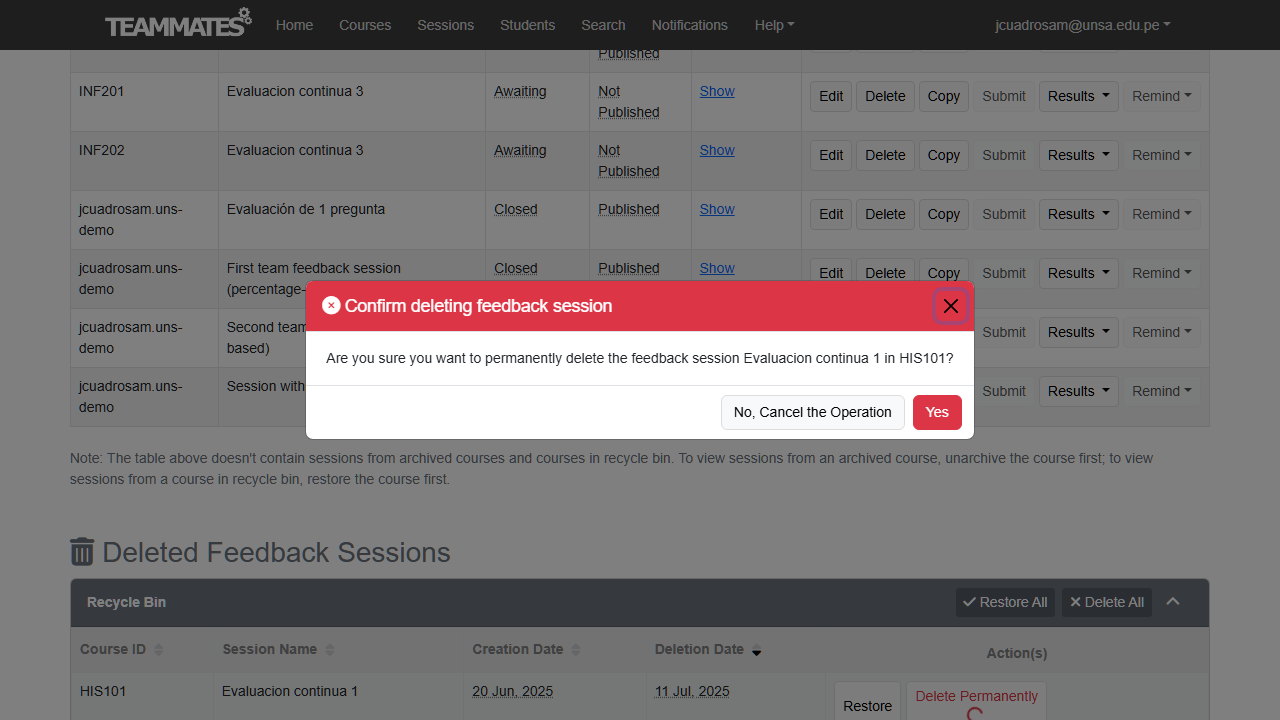 TEAMMATES Home Courses Sessions Students Search Notifications Help jcuadrosam@unsa.edu.pe
Published
INF201 Evaluacion continua 3 Awaiting Not Published Show Edit Delete Copy Submit Results Remind
INF202 Evaluacion continua 3 Awaiting Not Published Show Edit Delete Copy Submit Results Remind
jcuadrosam.uns-demo Evaluación de 1 pregunta Closed Published Show Edit Delete Copy Submit Results Remind
jcuadrosam.uns-demo First team feedback session (percentage- Closed Published Show Edit Delete Copy Submit Results Remind
jcuadrosam.uns-demo Second team based) Submit Results Remind
jcuadrosam.uns-demo Session with Submit Results Remind
Confirm deleting feedback session
Are you sure you want to permanently delete the feedback session Evaluacion continua 1 in HIS101?
No, Cancel the Operation Yes
Note: The table above doesn't contain sessions from archived courses and courses in recycle bin. To view sessions from an archived course, unarchive the course first; to view
sessions from a course in recycle bin, restore the course first.
Deleted Feedback Sessions
Recycle Bin Restore All Delete All
Course ID Session Name Creation Date Deletion Date Action(s)
HIS101 Evaluacion continua 1 20 Jun, 2025 11 Jul, 2025 Restore Delete Permanently